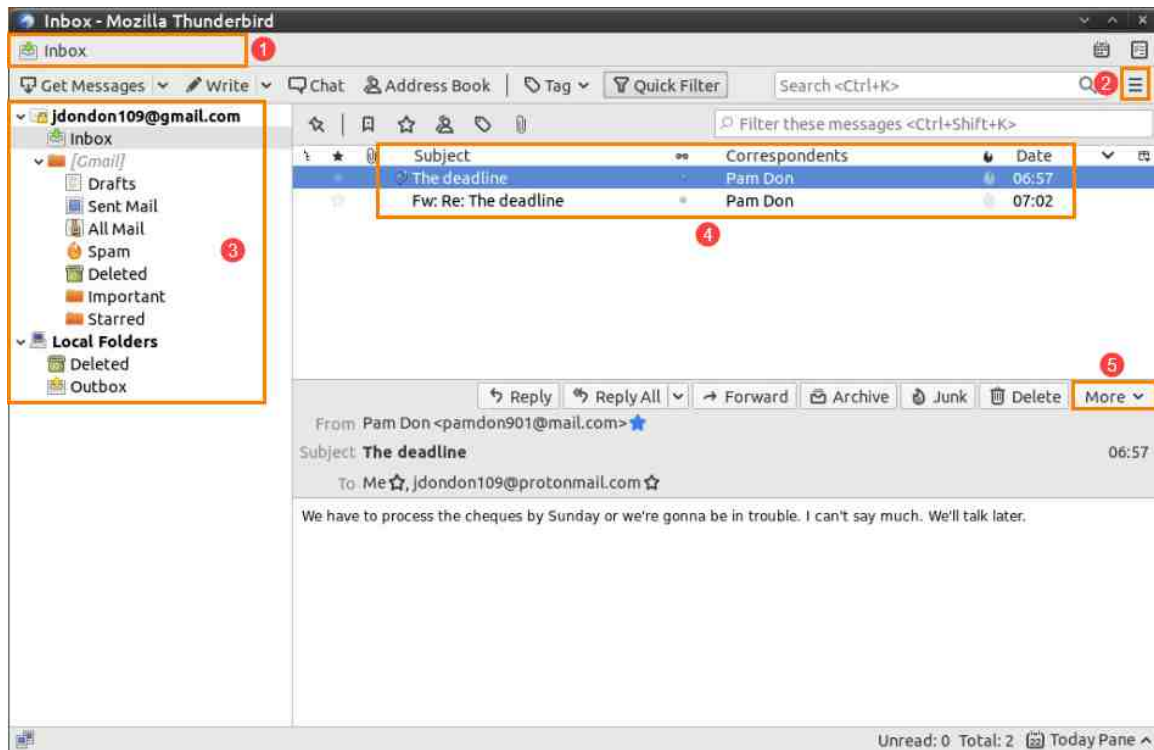 Inbox - Mozilla Thunderbird
Inbox 1
Get Messages Write Chat Address Book Tag Quick Filter Search <Ctrl+K> 2
jdondon109@gmail.com
Filter these messages <Ctrl+Shift+K>
Inbox
[Gmail]
Drafts
Sent Mail
All Mail
Spam
Deleted
Important
Starred
Local Folders
Deleted
Outbox
3
Subject Correspondents Date
The deadline Pam Don 06:57
Fw: Re: The deadline Pam Don 07:02
4
5
Reply Reply All Forward Archive Junk Delete More
From Pam Don <pamdon901@mail.com>
Subject The deadline 06:57
To Me, jdondon109@protonmail.com
We have to process the cheques by Sunday or we're gonna be in trouble. I can't say much. We'll talk later.
Unread: 0 Total: 2 22 Today Pane